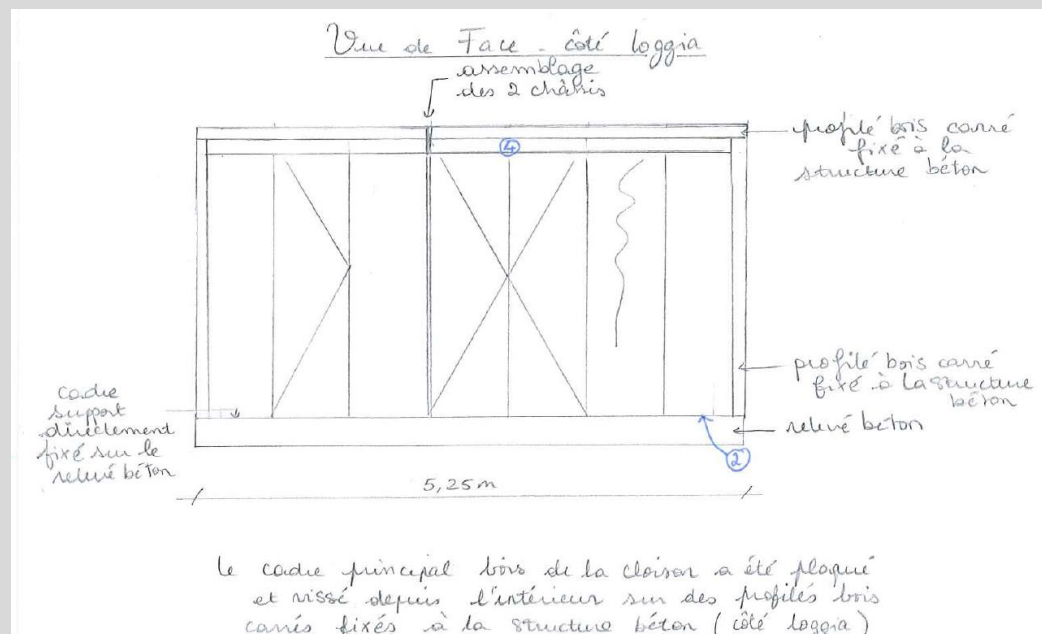 Vue de Face - côté loggia
assemblage
des 2 châssis
profilé bois carré
fixé à la
structure béton
4
profilé bois carré
fixé à la structure
béton
relevé béton
cadre
support
directement
fixé sur le
relevé béton
2
5,25m
le cadre principal bois de la cloison a été plaqué
et vissé depuis l'intérieur sur des profilés bois
carrés fixés à la structure béton (côté loggia)